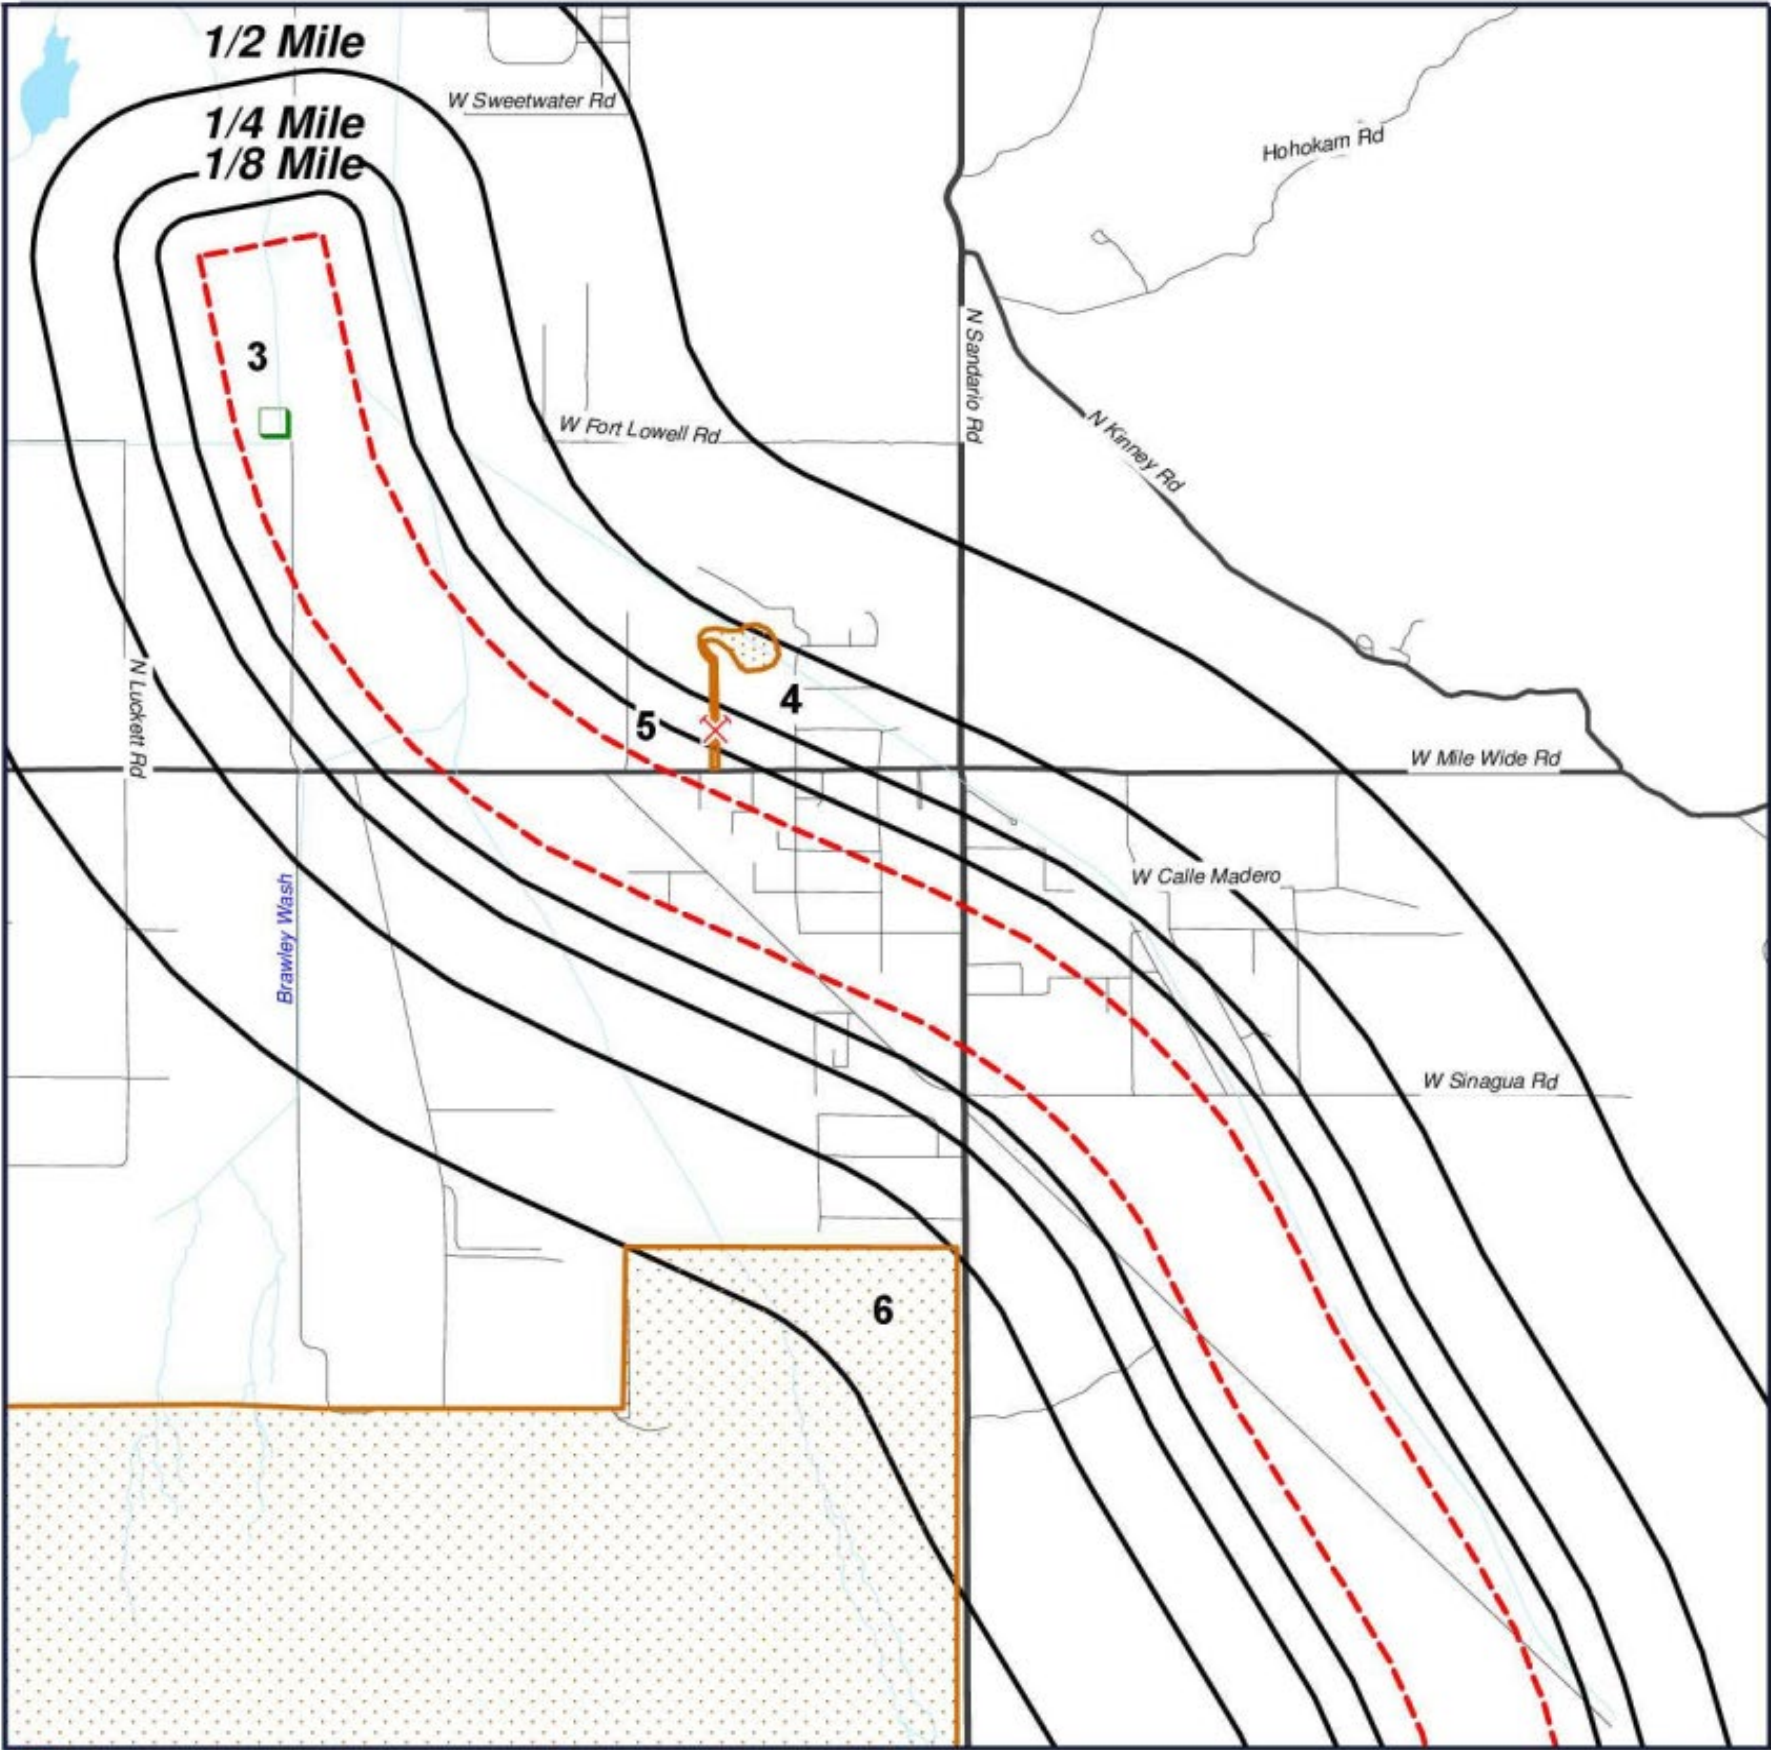 1/2 Mile
W Sweetwater Rd
1/4 Mile
Hohokam Rd
1/8 Mile
3
N Sandario Rd
W Fort Lowell Rd
N Kinney Rd
N Luckett Rd
4
5
W Mile Wide Rd
W Calle Madero
Brawley Wash
W Sinagua Rd
6